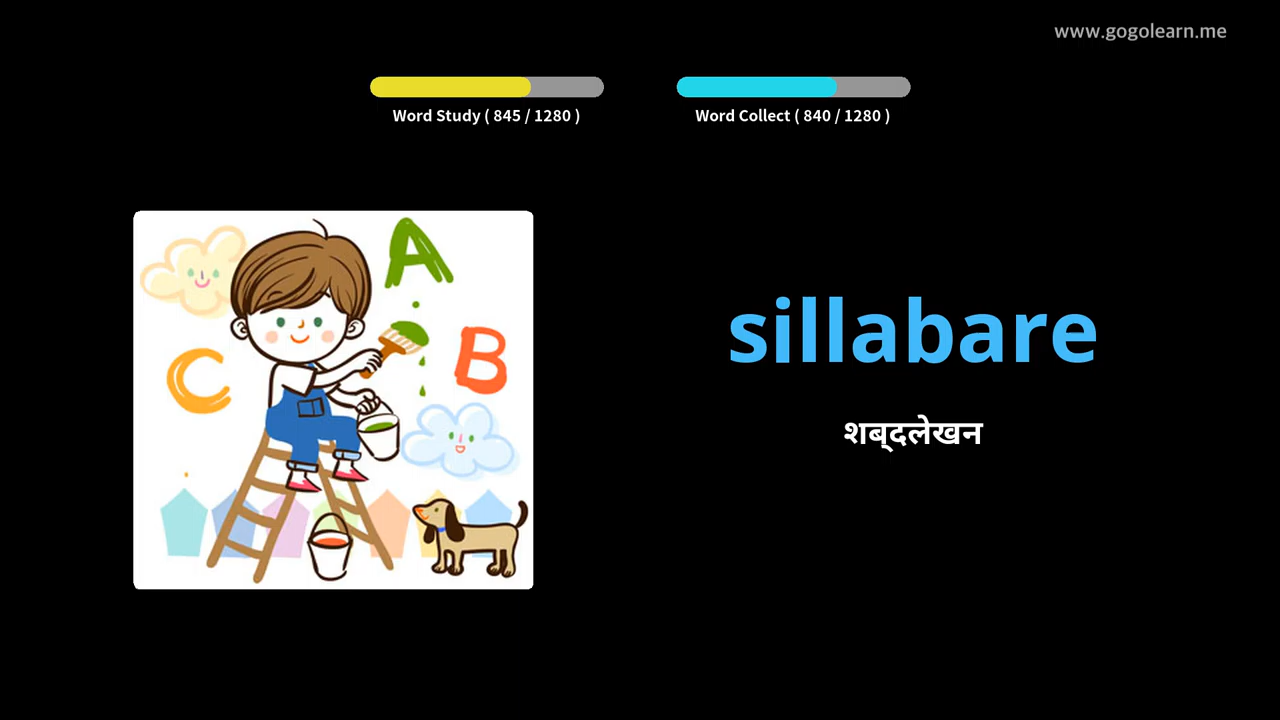 www.gogolearn.me
Word Study ( 845 / 1280 )
Word Collect ( 840 / 1280 )
A
B
C
sillabare
शब्दलेखन